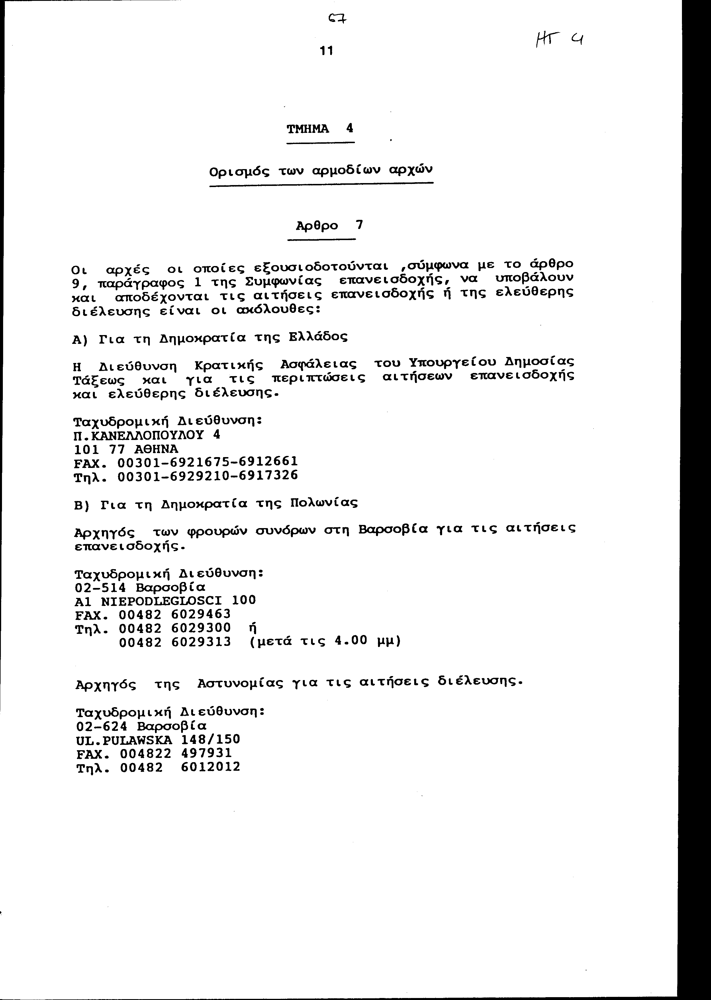 67
ΗΓ 4
11
ΤΜΗΜΑ 4
Ορισμός των αρμοδίων αρχών
Αρθρο 7
Οι αρχές οι οποίες εξουσιοδοτούνται ,σύμφωνα με το άρθρο
9, παράγραφος 1 της Συμφωνίας επανεισδοχής, να υποβάλουν
και αποδέχονται τις αιτήσεις επανεισδοχής ή της ελεύθερης
διέλευσης είναι οι ακόλουθες:
Α) Για τη Δημοκρατία της Ελλάδος
Η Διεύθυνση Κρατικής Ασφάλειας του Υπουργείου Δημοσίας
Τάξεως και για τις περιπτώσεις αιτήσεων επανεισδοχής
και ελεύθερης διέλευσης.
Ταχυδρομική Διεύθυνση:
Π.ΚΑΝΕΛΛΟΠΟΥΛΟΥ 4
101 77 ΑΘΗΝΑ
FAX. 00301-6921675-6912661
Τηλ. 00301-6929210-6917326
Β) Για τη Δημοκρατία της Πολωνίας
Αρχηγός των φρουρών συνόρων στη Βαρσοβία για τις αιτήσεις
επανεισδοχής.
Ταχυδρομική Διεύθυνση:
02-514 Βαρσοβία
A1 NIEPODLEGLOSCI 100
FAX. 00482 6029463
Τηλ. 00482 6029300 ή
00482 6029313 (μετά τις 4.00 μμ)
Αρχηγός της Αστυνομίας για τις αιτήσεις διέλευσης.
Ταχυδρομική Διεύθυνση:
02-624 Βαρσοβία
UL.PULAWSKA 148/150
FAX. 004822 497931
Τηλ. 00482 6012012